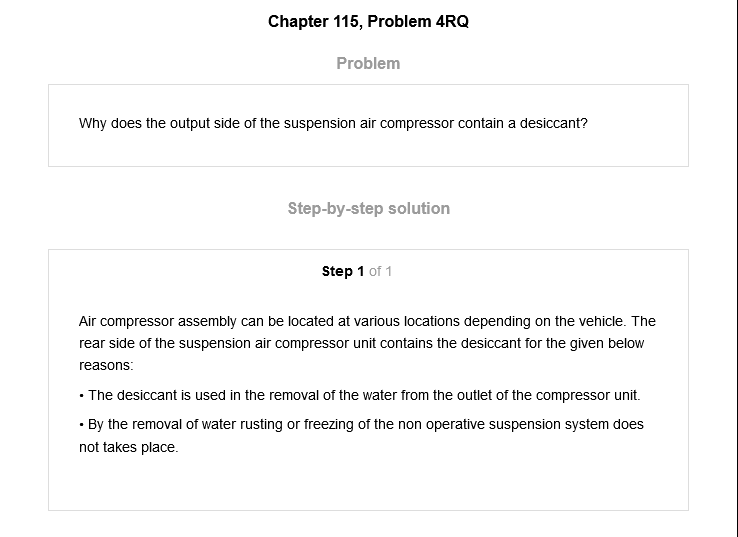 Chapter 115, Problem 4RQ
Problem
Why does the output side of the suspension air compressor contain a desiccant?
Step-by-step solution
Step 1 of 1
Air compressor assembly can be located at various locations depending on the vehicle. The
rear side of the suspension air compressor unit contains the desiccant for the given below
reasons:
• The desiccant is used in the removal of the water from the outlet of the compressor unit.
• By the removal of water rusting or freezing of the non operative suspension system does
not takes place.